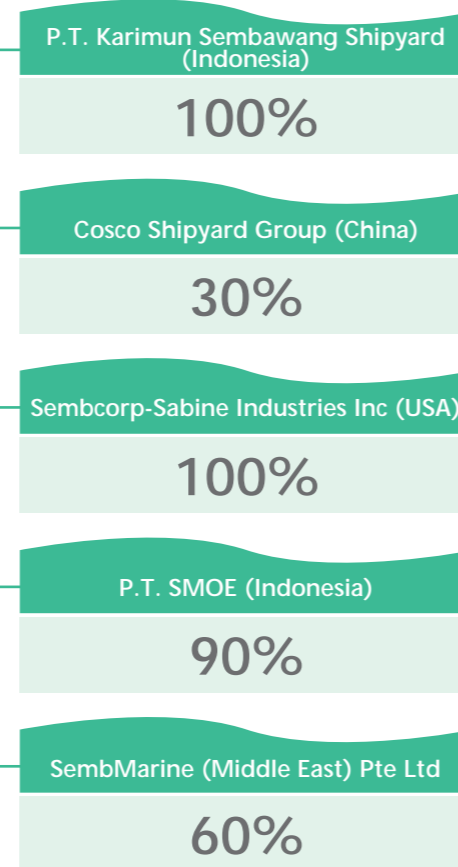 P.T. Karimun Sembawang Shipyard
(Indonesia)
100%
Cosco Shipyard Group (China)
30%
Sembcorp-Sabine Industries Inc (USA)
100%
P.T. SMOE (Indonesia)
90%
SembMarine (Middle East) Pte Ltd
60%